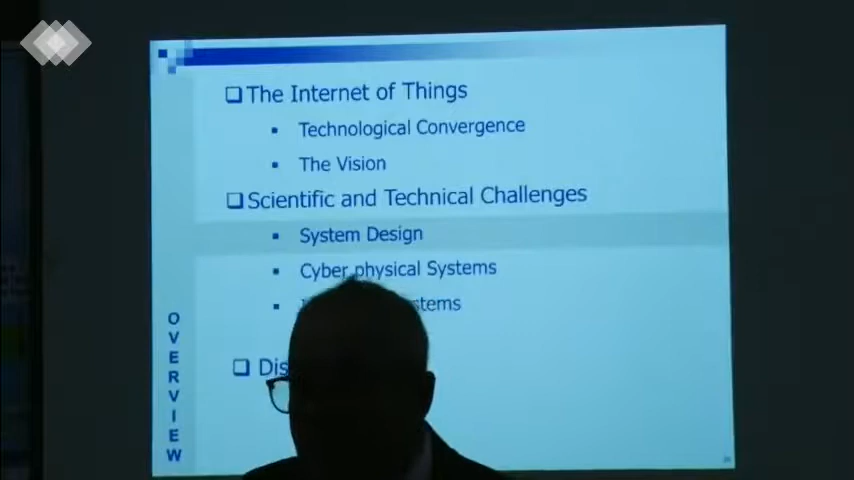 The Internet of Things
Technological Convergence
The Vision
Scientific and Technical Challenges
System Design
Cyber physical Systems
OVERVIEW